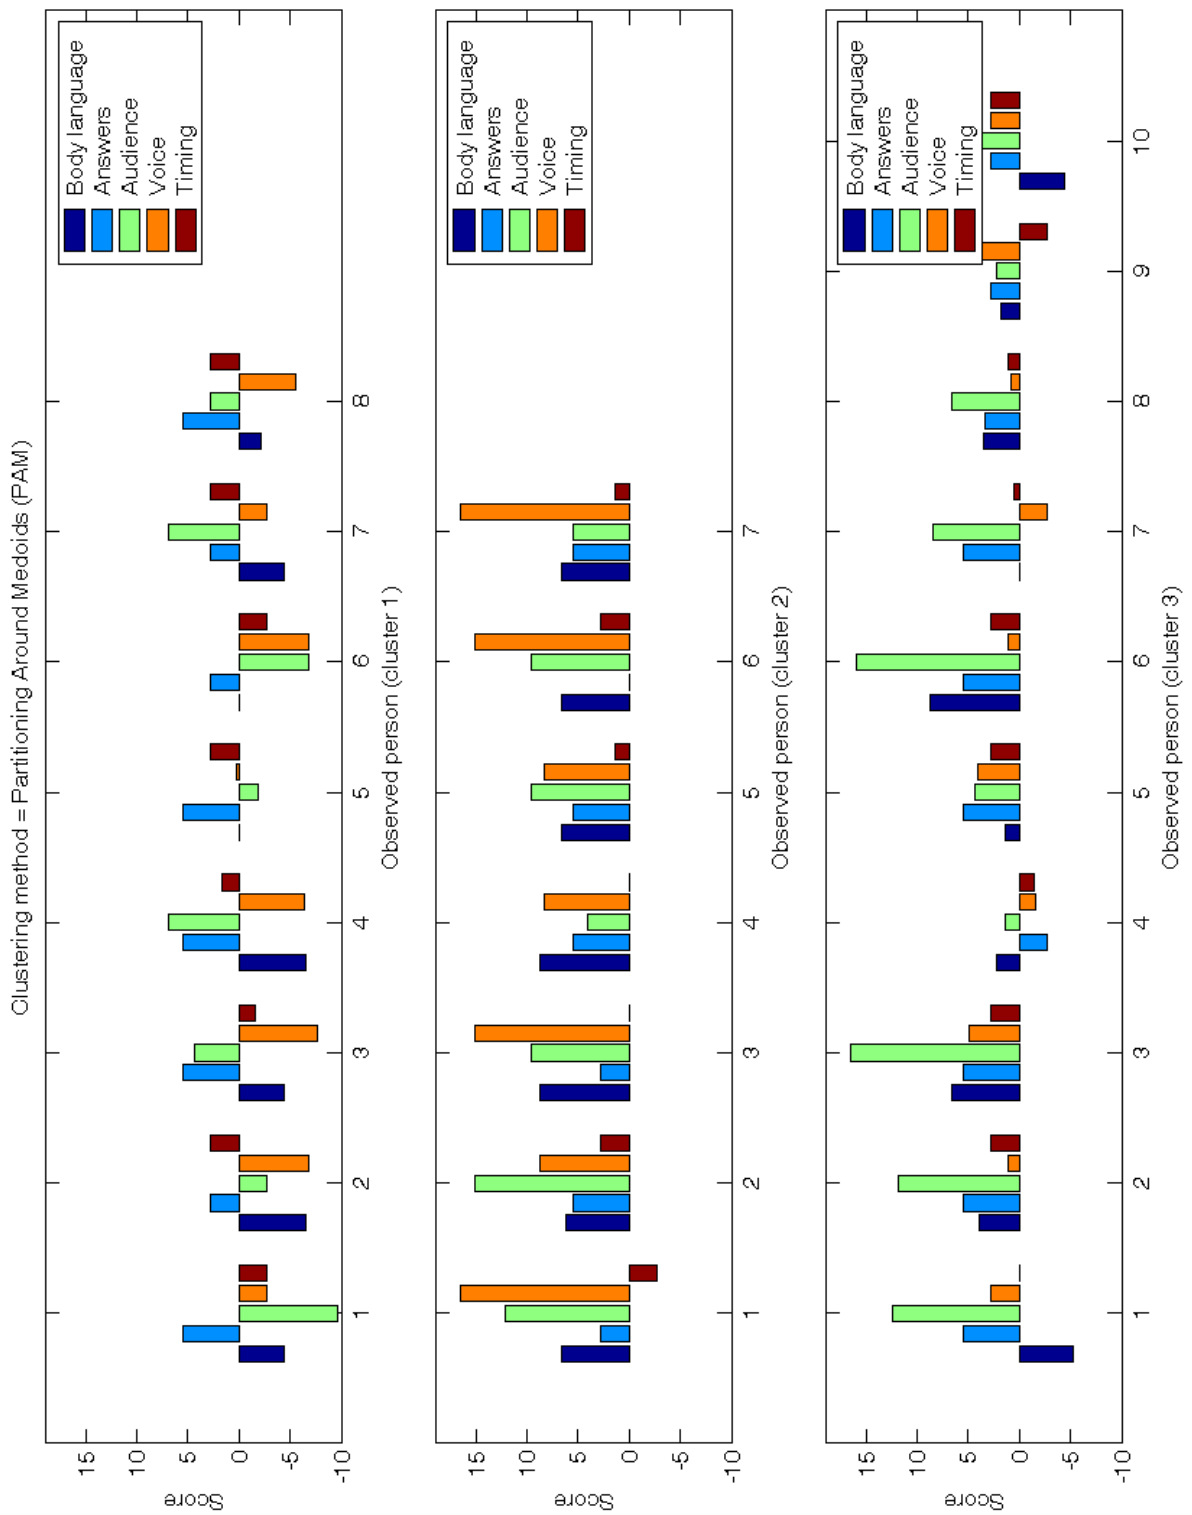 Clustering method = Partitioning Around Medoids (PAM)
Score
15
10
5
0
-5
-10
1
2
3
4
5
6
7
8
Observed person (cluster 1)
Body language
Answers
Audience
Voice
Timing
Score
15
10
5
0
-5
-10
1
2
3
4
5
6
7
Observed person (cluster 2)
Body language
Answers
Audience
Voice
Timing
Score
15
10
5
0
-5
-10
1
2
3
4
5
6
7
8
9
10
Observed person (cluster 3)
Body language
Answers
Audience
Voice
Timing